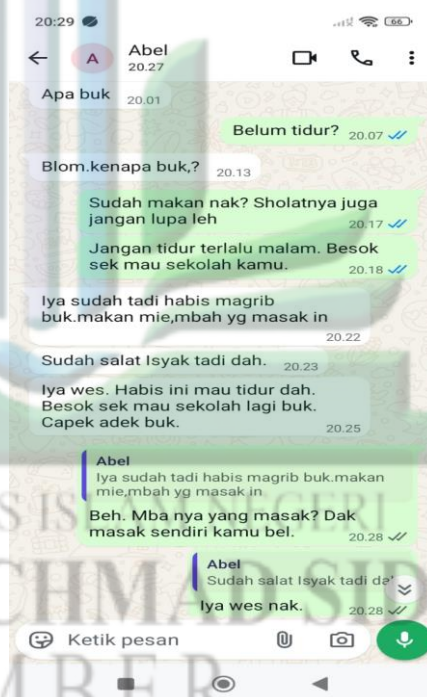 20:29
66
A
Abel
20.27
Apa buk 20.01
Belum tidur? 20.07
Blom.kenapa buk,? 20.13
Sudah makan nak? Sholatnya juga
jangan lupa leh 20.17
Jangan tidur terlalu malam. Besok
sek mau sekolah kamu. 20.18
Iya sudah tadi habis magrib
buk.makan mie,mbah yg masak in
20.22
Sudah salat Isyak tadi dah. 20.23
Iya wes. Habis ini mau tidur dah.
Besok sek mau sekolah lagi buk.
Capek adek buk. 20.25
Abel
Iya sudah tadi habis magrib buk.makan
mie,mbah yg masak in
Beh. Mba nya yang masak? Dak
masak sendiri kamu bel. 20.28
Abel
Sudah salat Isyak tadi da
Iya wes nak. 20.28
Ketik pesan